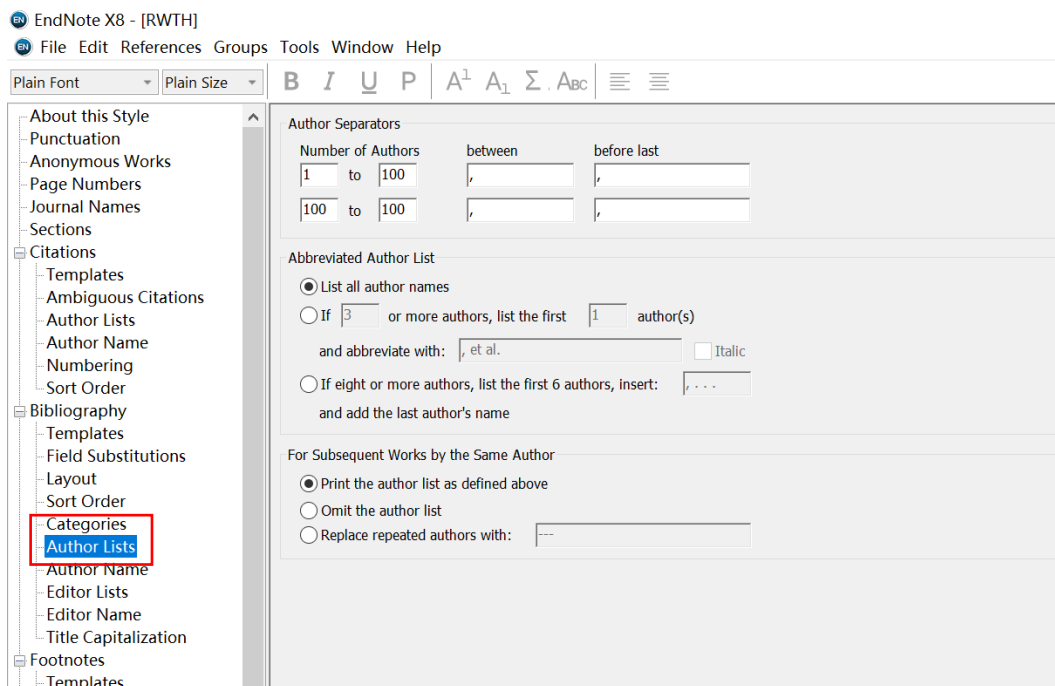 EndNote X8 - [RWTH]
File Edit References Groups Tools Window Help
Plain Font Plain Size B I U P A1 A1 Σ ABC
About this Style
Punctuation
Anonymous Works
Page Numbers
Journal Names
Sections
Citations
Templates
Ambiguous Citations
Author Lists
Author Name
Numbering
Sort Order
Bibliography
Templates
Field Substitutions
Layout
Sort Order
Categories
Author Lists
Author Name
Editor Lists
Editor Name
Title Capitalization
Footnotes
Templates
Author Separators
Number of Authors between before last
1 to 100 , ,
100 to 100 , ,
Abbreviated Author List
List all author names
If 3 or more authors, list the first 1 author(s)
and abbreviate with: , et al. Italic
If eight or more authors, list the first 6 authors, insert: , . . .
and add the last author's name
For Subsequent Works by the Same Author
Print the author list as defined above
Omit the author list
Replace repeated authors with: ---